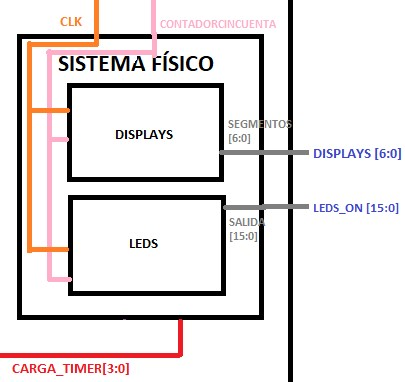 CLK
CONTADORCINCUENTA
SISTEMA FÍSICO
DISPLAYS
SEGMENTOS
[6:0]
DISPLAYS [6:0]
LEDS_ON [15:0]
SALIDA
[15:0]
LEDS
CARGA_TIMER[3:0]